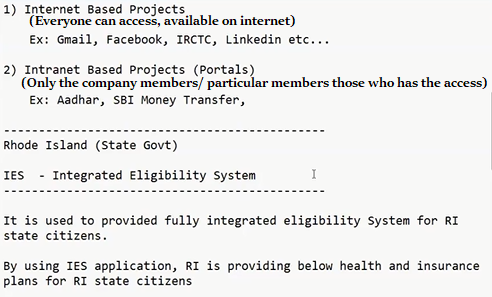 1) Internet Based Projects
(Everyone can access, available on internet)
Ex: Gmail, Facebook, IRCTC, Linkedin etc...
2) Intranet Based Projects (Portals)
(Only the company members/ particular members those who has the access)
Ex: Aadhar, SBI Money Transfer,
-------------------------------------------
Rhode Island (State Govt)
IES  - Integrated Eligibility System
-------------------------------------------
It is used to provided fully integrated eligibility System for RI
state citizens.
By using IES application, RI is providing below health and insurance
plans for RI state citizens